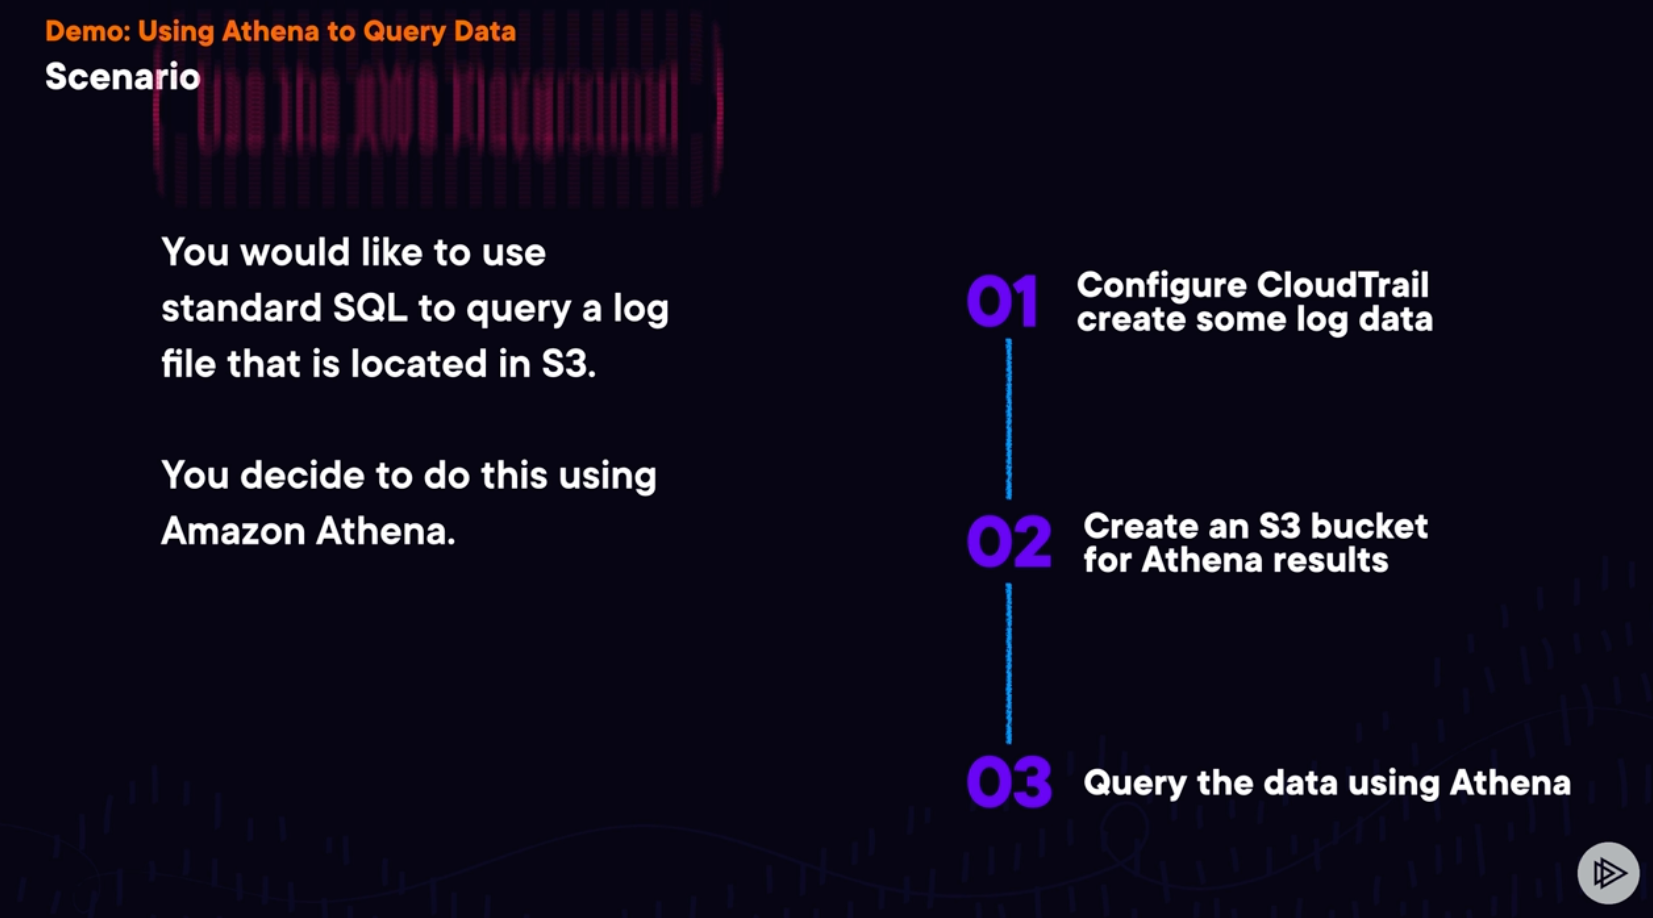 Demo: Using Athena to Query Data
Scenario
You would like to use
standard SQL to query a log
file that is located in S3.
You decide to do this using
Amazon Athena.
01
Configure CloudTrail
create some log data
02
Create an S3 bucket
for Athena results
03
Query the data using Athena